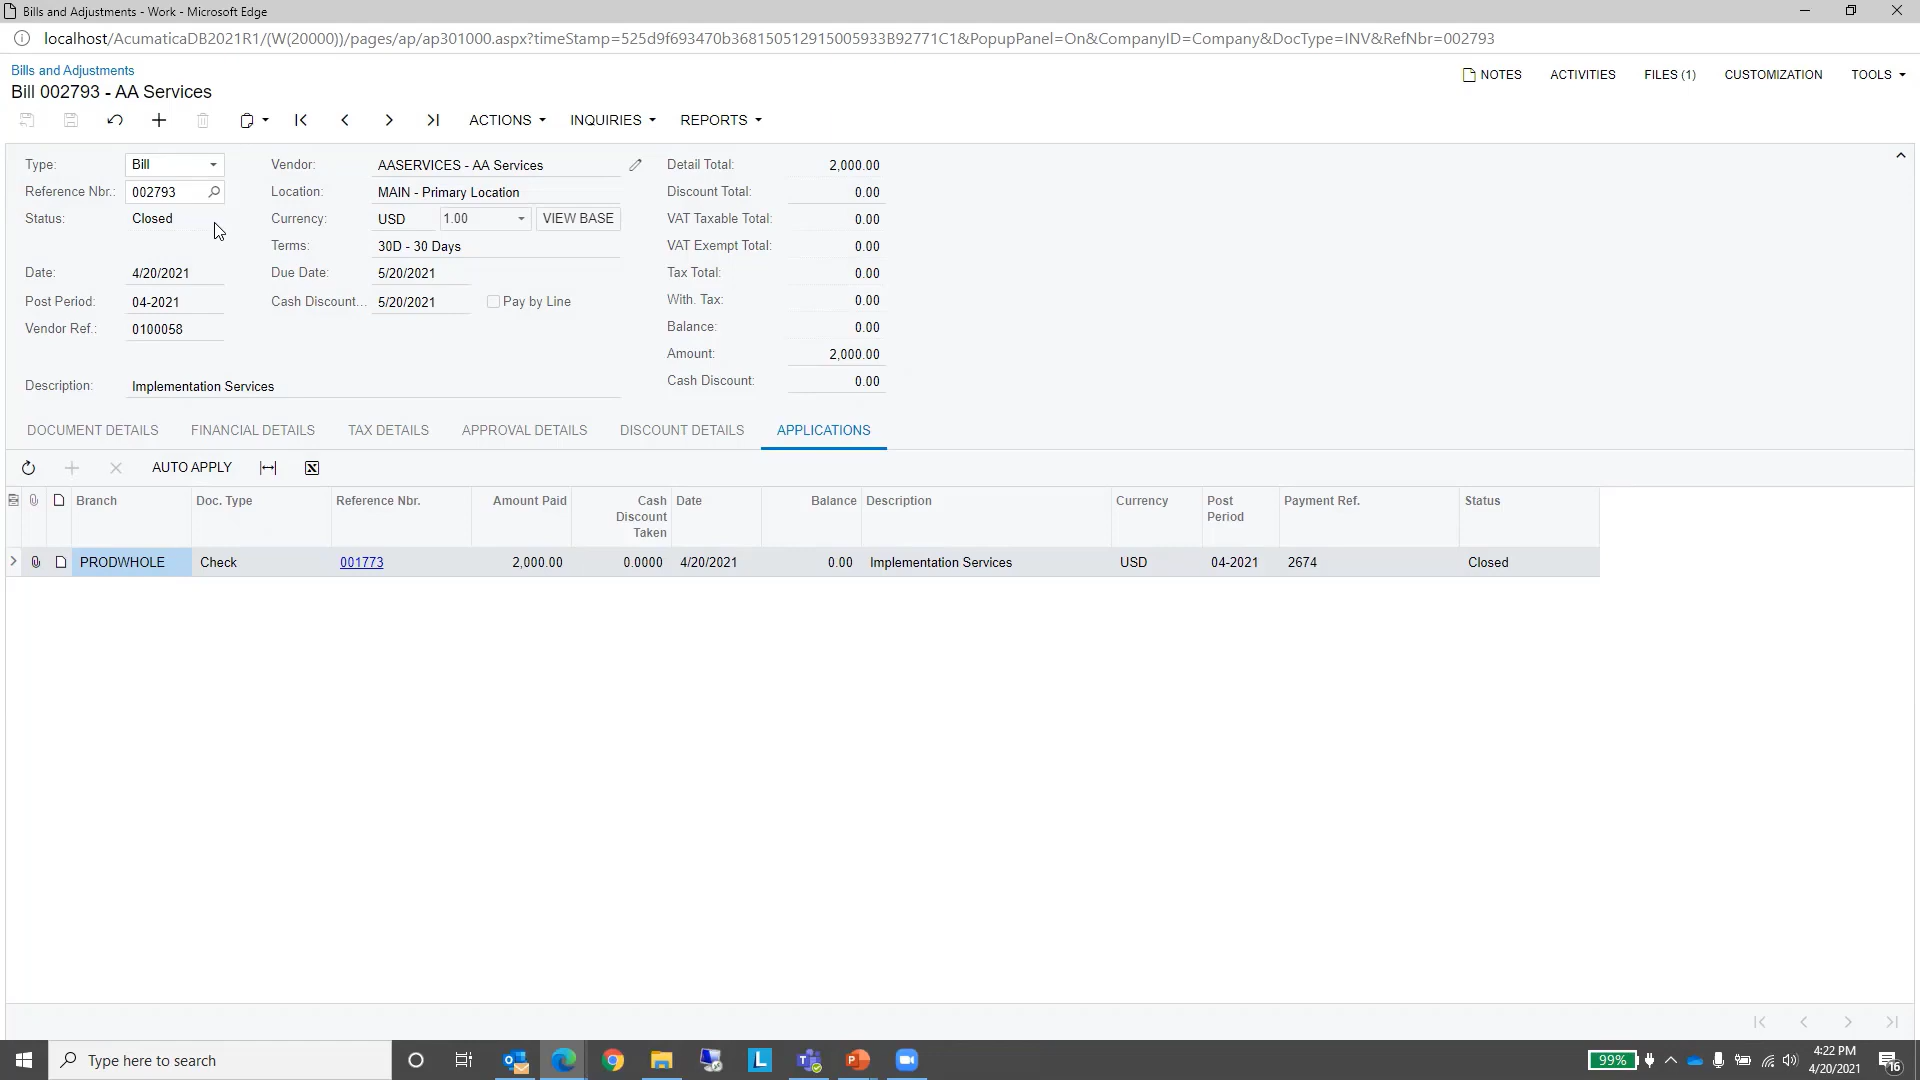 Bills and Adjustments - Work - Microsoft Edge
localhost/AcumaticaDB2021R1/(W(20000))/pages/ap/ap301000.aspx?timeStamp=525d9f693470b368150512915005933B92771C1&PopupPanel=On&CompanyID=Company&DocType=INV&RefNbr=002793
Bills and Adjustments
NOTES ACTIVITIES FILES (1) CUSTOMIZATION TOOLS
Bill 002793 - AA Services
ACTIONS INQUIRIES REPORTS
Type: Bill Vendor: AASERVICES - AA Services Detail Total: 2,000.00
Reference Nbr.: 002793 Location: MAIN - Primary Location Discount Total: 0.00
Status: Closed Currency: USD 1.00 VIEW BASE VAT Taxable Total: 0.00
Terms: 30D - 30 Days VAT Exempt Total: 0.00
Date: 4/20/2021 Due Date: 5/20/2021 Tax Total: 0.00
Post Period: 04-2021 Cash Discount... 5/20/2021 Pay by Line With. Tax: 0.00
Vendor Ref.: 0100058 Balance: 0.00
Amount: 2,000.00
Description: Implementation Services Cash Discount: 0.00
DOCUMENT DETAILS FINANCIAL DETAILS TAX DETAILS APPROVAL DETAILS DISCOUNT DETAILS APPLICATIONS
AUTO APPLY
Branch Doc. Type Reference Nbr. Amount Paid Cash Discount Taken Date Balance Description Currency Post Period Payment Ref. Status
PRODWHOLE Check 001773 2,000.00 0.0000 4/20/2021 0.00 Implementation Services USD 04-2021 2674 Closed
Type here to search
99%
4:22 PM
4/20/2021
16